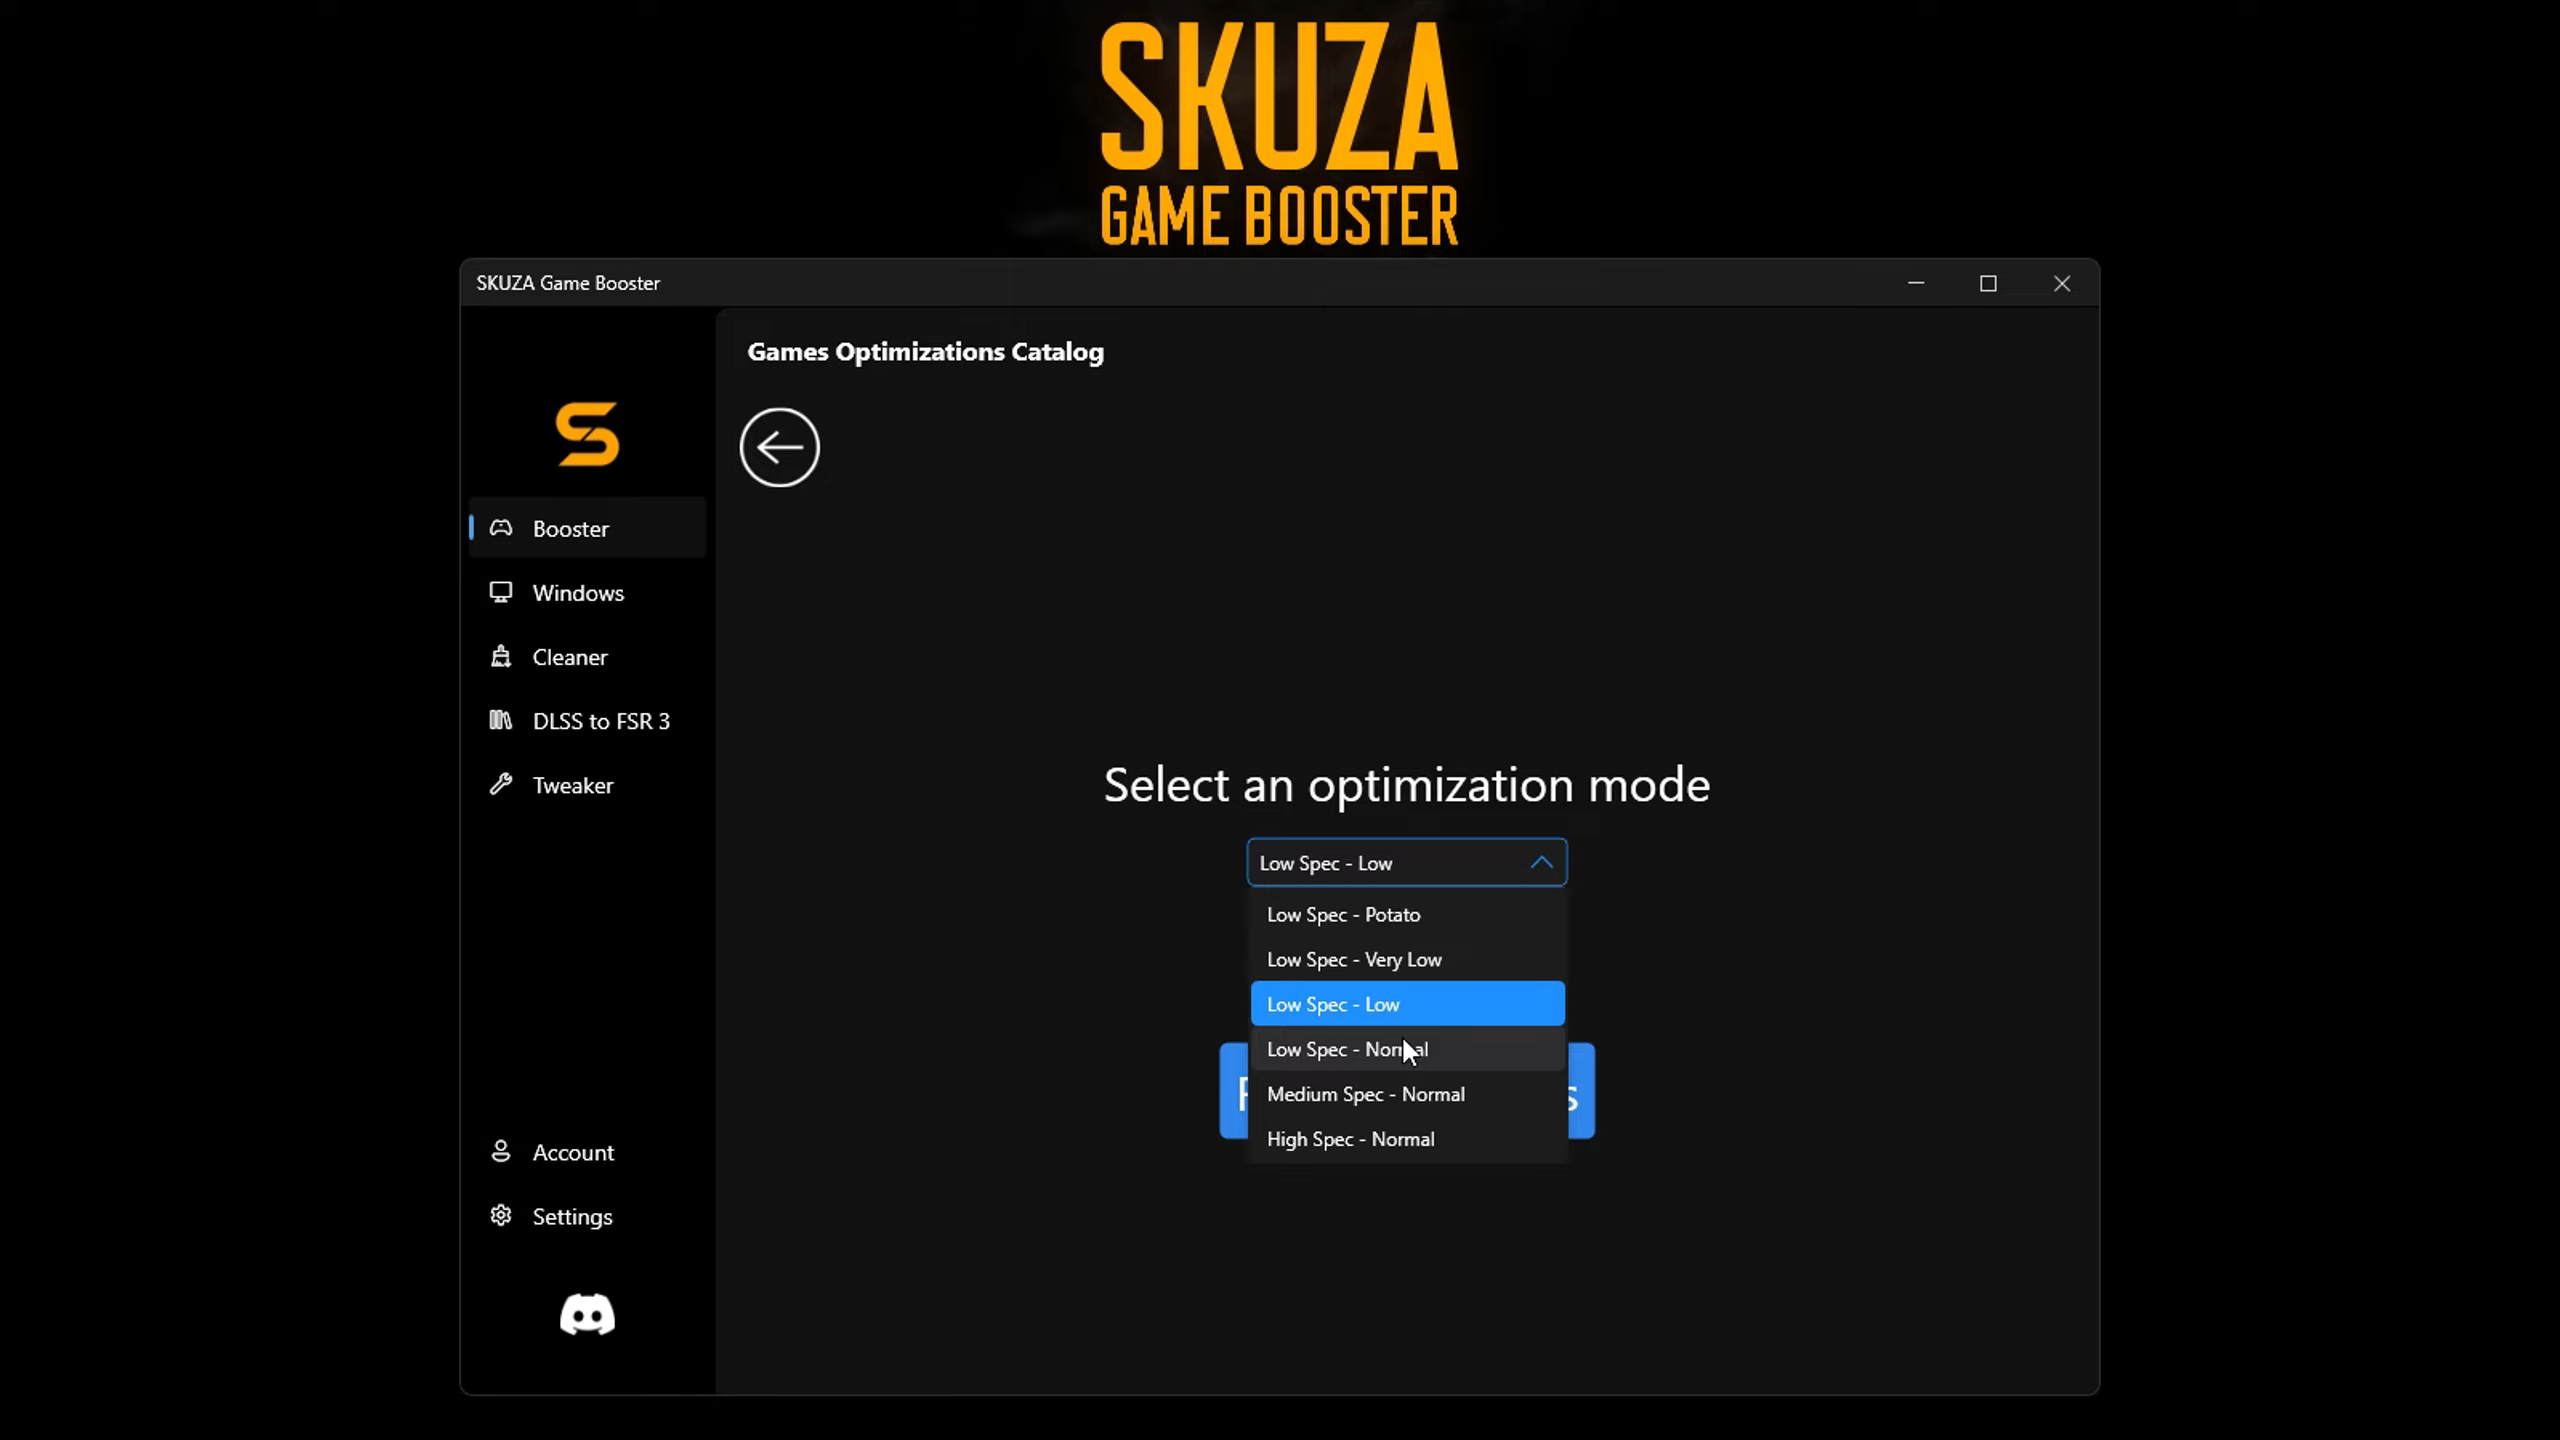 SKUZA
GAME BOOSTER
SKUZA Game Booster
Games Optimizations Catalog
Booster
Windows
Cleaner
DLSS to FSR 3
Tweaker
Select an optimization mode
Low Spec - Low
Low Spec - Potato
Low Spec - Very Low
Low Spec - Low
Low Spec - Normal
Medium Spec - Normal
High Spec - Normal
Account
Settings